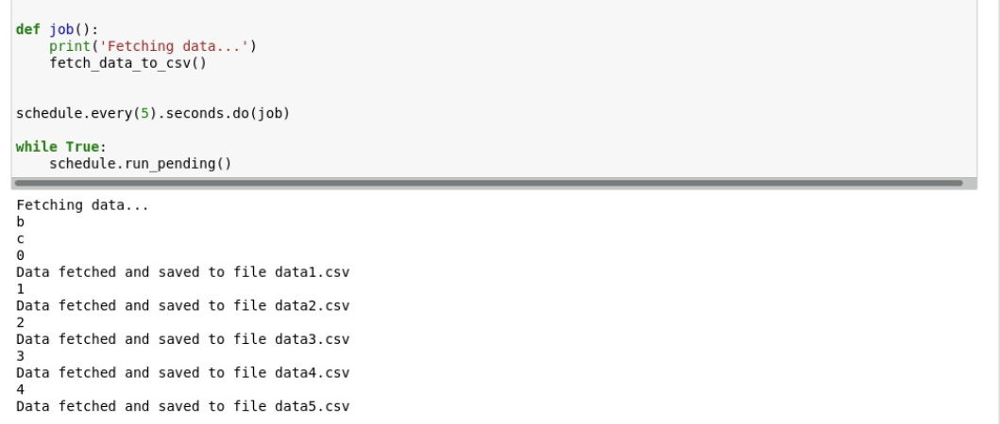 def job():
    print('Fetching data...')
    fetch_data_to_csv()
schedule.every(5).seconds.do(job)
while True:
    schedule.run_pending()
Fetching data...
b
c
0
Data fetched and saved to file data1.csv
1
Data fetched and saved to file data2.csv
2
Data fetched and saved to file data3.csv
3
Data fetched and saved to file data4.csv
4
Data fetched and saved to file data5.csv